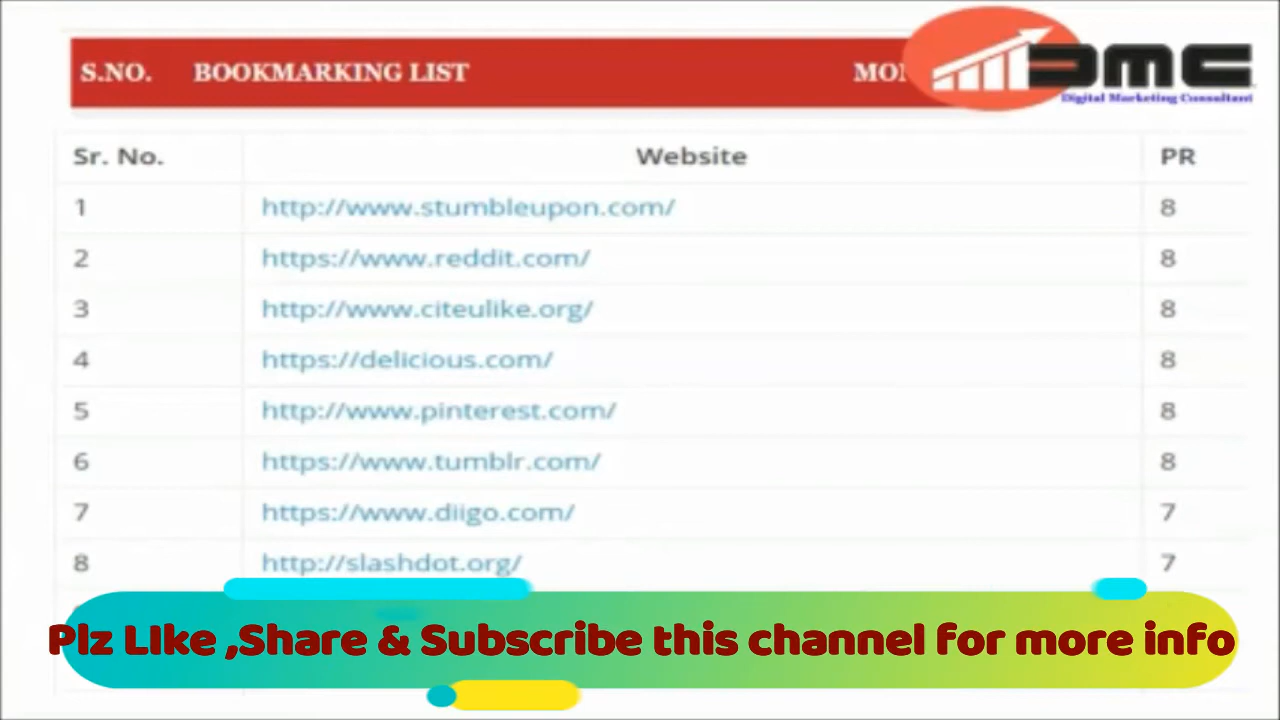 S.NO. BOOKMARKING LIST MO
DMC
Digital Marketing Consultant
Sr. No. Website PR
1 http://www.stumbleupon.com/ 8
2 https://www.reddit.com/ 8
3 http://www.citeulike.org/ 8
4 https://delicious.com/ 8
5 http://www.pinterest.com/ 8
6 https://www.tumblr.com/ 8
7 https://www.diigo.com/ 7
8 http://slashdot.org/ 7
Plz LIke ,Share & Subscribe this channel for more info